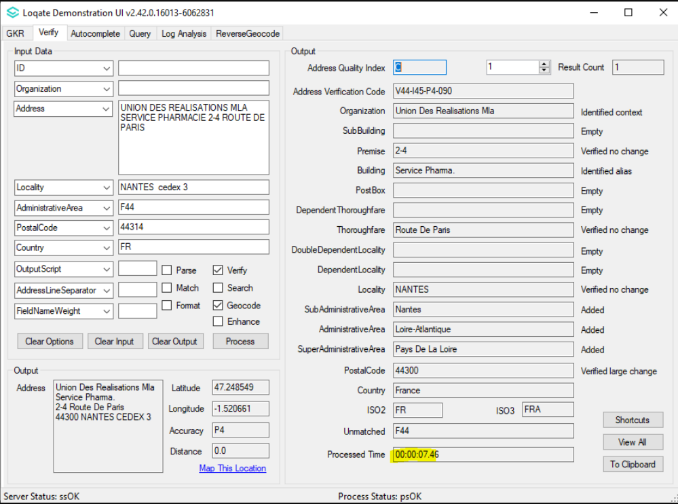 Loqate Demonstration UI v2.42.0.16013-6062831
GKR Verify Autocomplete Query Log Analysis ReverseGeocode
Input Data
ID
Organization
Address UNION DES REALISATIONS MLA
SERVICE PHARMACIE 2-4 ROUTE DE
PARIS
Locality NANTES cedex 3
AdministrativeArea F44
PostalCode 44314
Country FR
OutputScript Parse Verify
AddressLineSeparator Match Search
FieldNameWeight Format Geocode
Enhance
Clear Options Clear Input Clear Output Process
Output
Address Union Des Realisations Mla
Service Pharma.
2-4 Route De Paris
44300 NANTES CEDEX 3
Latitude 47.248549
Longitude -1.520661
Accuracy P4
Distance 0.0
Map This Location
Output
Address Quality Index C 1 Result Count 1
Address Verification Code V44-I45-P4-090
Organization Union Des Realisations Mla Identified context
SubBuilding Empty
Premise 2-4 Verified no change
Building Service Pharma. Identified alias
PostBox Empty
DependentThoroughfare Empty
Thoroughfare Route De Paris Verified no change
DoubleDependentLocality Empty
DependentLocality Empty
Locality NANTES Verified no change
SubAdministrativeArea Nantes Added
AdministrativeArea Loire-Atlantique Added
SuperAdministrativeArea Pays De La Loire Added
PostalCode 44300 Verified large change
Country France
ISO2 FR ISO3 FRA
Unmatched F44
Processed Time 00:00:07.46
Shortcuts
View All
To Clipboard
Server Status: ssOK Process Status: psOK